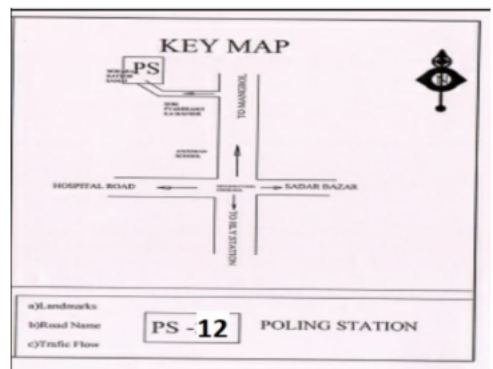 KEY MAP
PS
TO MANGROL
SCHOOL
HOSPITAL ROAD
SADAR BAZAR
TO RLY STATION
a)Landmarks
b)Road Name
c)Trafic Flow
PS -12
POLING STATION